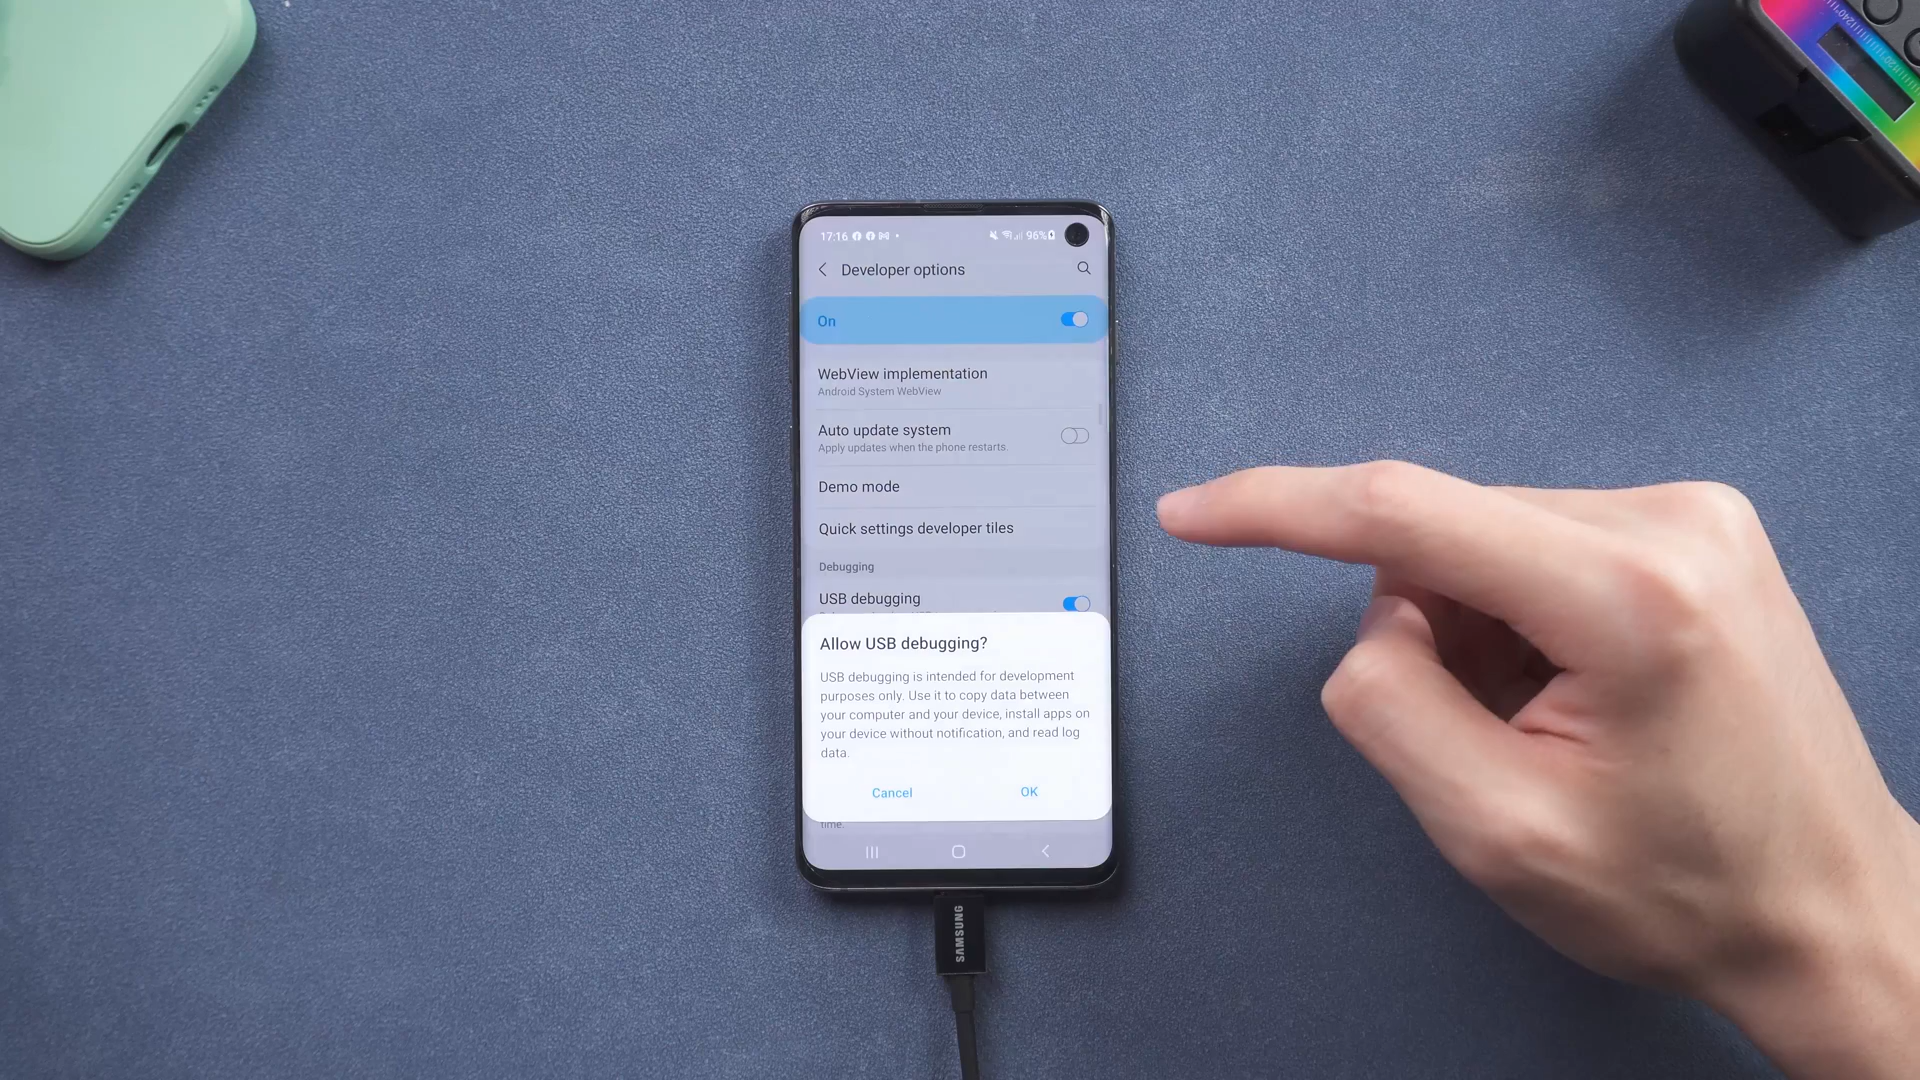 17:16
96%
Developer options
On
WebView implementation
Android System WebView
Auto update system
Apply updates when the phone restarts.
Demo mode
Quick settings developer tiles
Debugging
USB debugging
Allow USB debugging?
USB debugging is intended for development
purposes only. Use it to copy data between
your computer and your device, install apps on
your device without notification, and read log
data.
Cancel
OK
time.
SAMSUNG